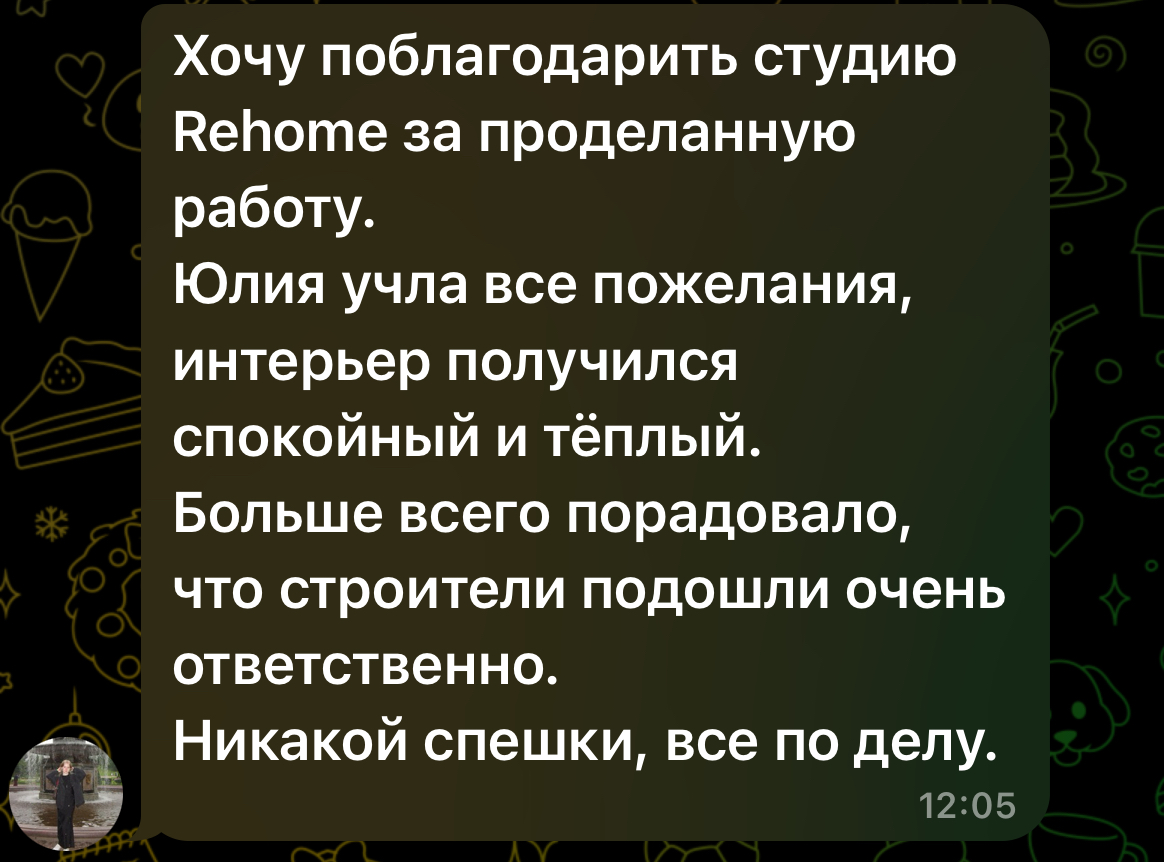 Хочу поблагодарить студию
Rehome за проделанную
работу.
Юлия учла все пожелания,
интерьер получился
спокойный и тёплый.
Больше всего порадовало,
что строители подошли очень
ответственно.
Никакой спешки, все по делу.
12:05